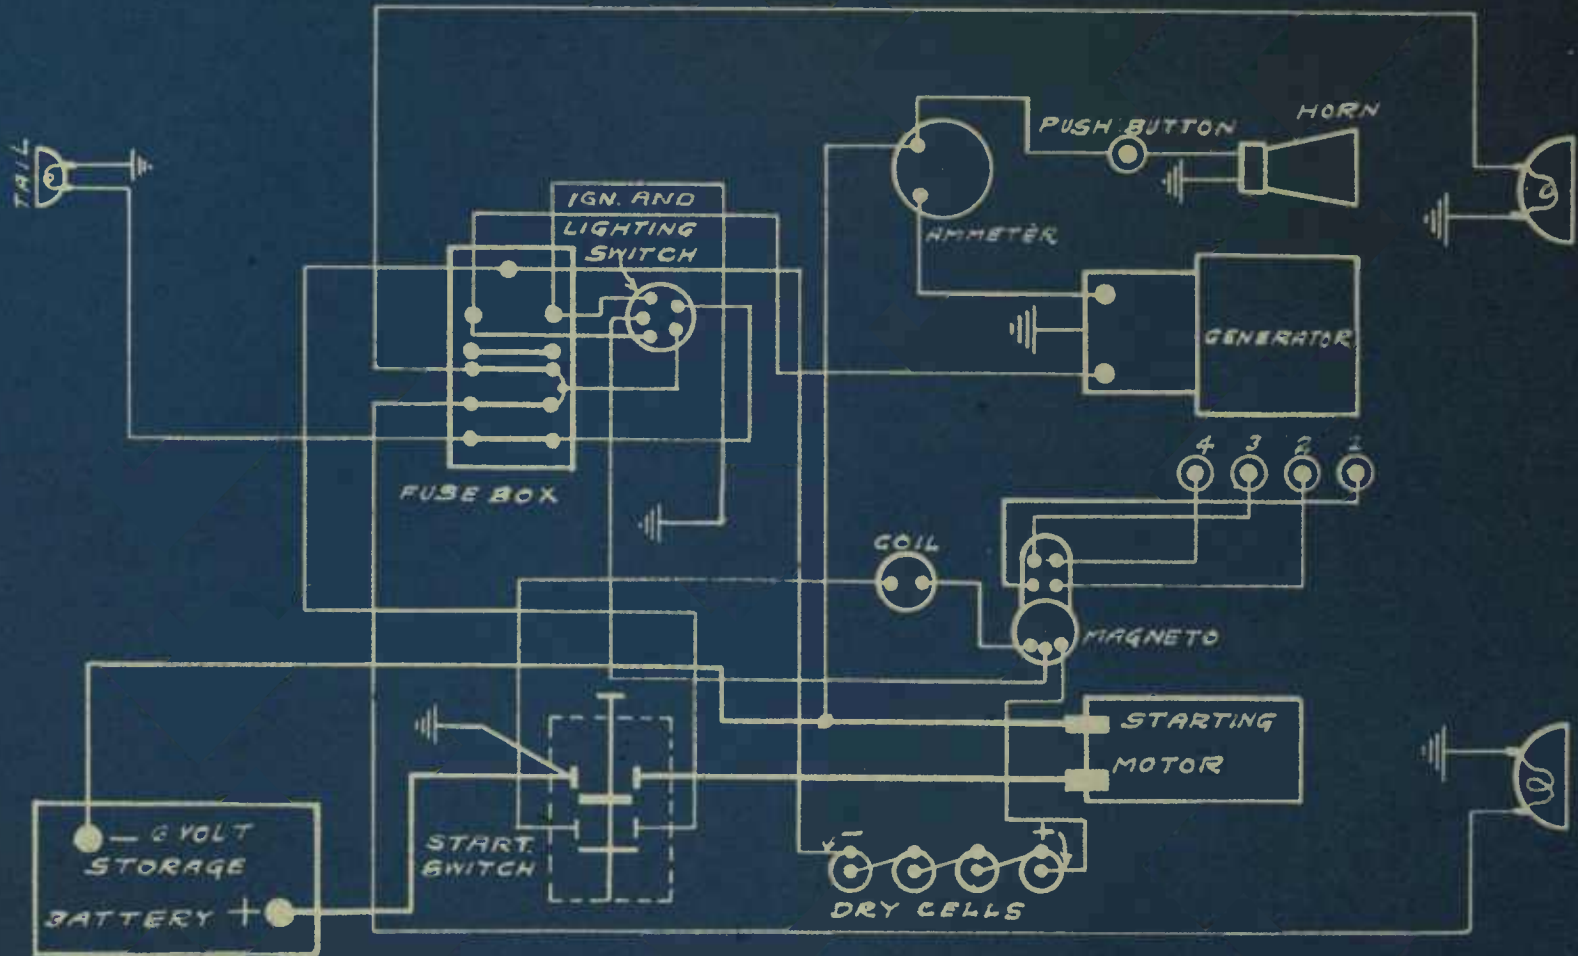 TAIL
IGN. AND
LIGHTING
SWITCH
FUSE BOX
AMMETER
PUSH BUTTON
HORN
GENERATOR
4 3 2 1
COIL
MAGNETO
STARTING
MOTOR
START.
SWITCH
- 6 VOLT
STORAGE
BATTERY +
- +
DRY CELLS